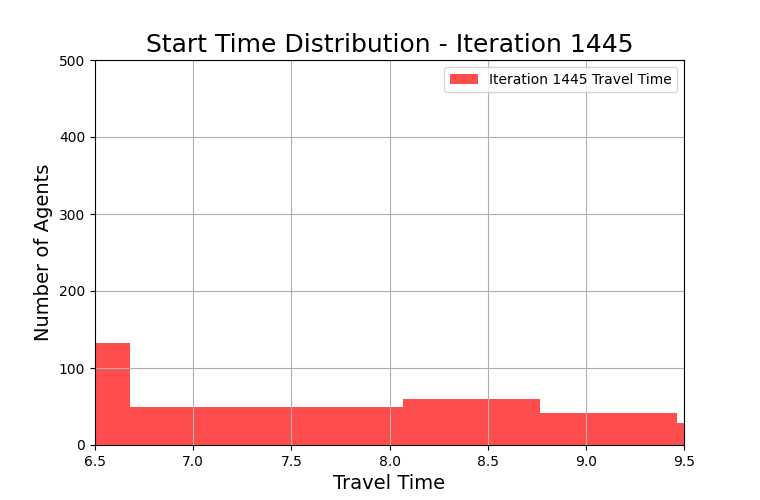 Start Time Distribution - Iteration 1445
500
Iteration 1445 Travel Time
400
300
200
100
0
Number of Agents
6.5 7.0 7.5 8.0 8.5 9.0 9.5
Travel Time